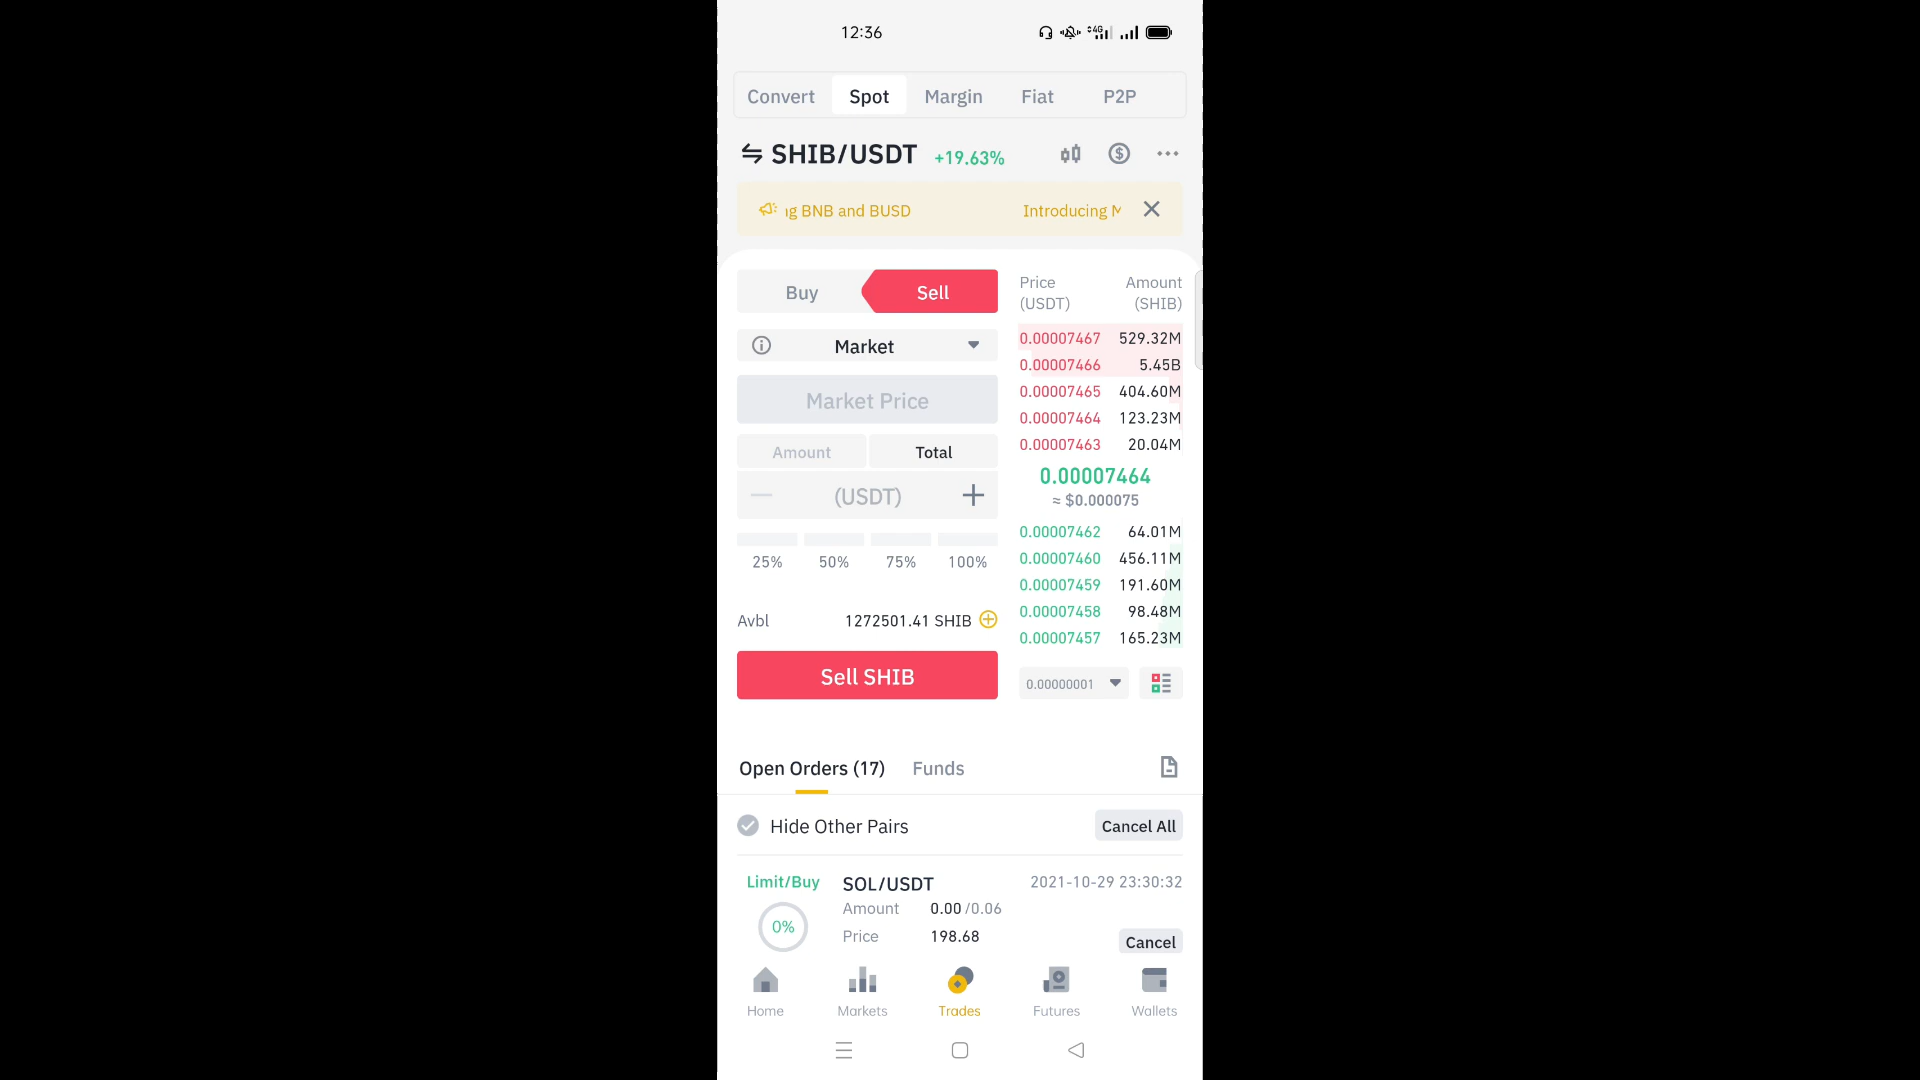 12:36
4G
Convert Spot Margin Fiat P2P
SHIB/USDT +19.63%
ng BNB and BUSD Introducing M
Buy Sell
Market
Market Price
Amount Total
(USDT)
25% 50% 75% 100%
Avbl 1272501.41 SHIB
Sell SHIB
Price Amount
(USDT) (SHIB)
0.00007467 529.32M
0.00007466 5.45B
0.00007465 404.60M
0.00007464 123.23M
0.00007463 20.04M
0.00007464
≈ $0.000075
0.00007462 64.01M
0.00007460 456.11M
0.00007459 191.60M
0.00007458 98.48M
0.00007457 165.23M
0.00000001
Open Orders (17) Funds
Hide Other Pairs Cancel All
Limit/Buy SOL/USDT 2021-10-29 23:30:32
Amount 0.00 /0.06
0% Price 198.68 Cancel
Home Markets Trades Futures Wallets